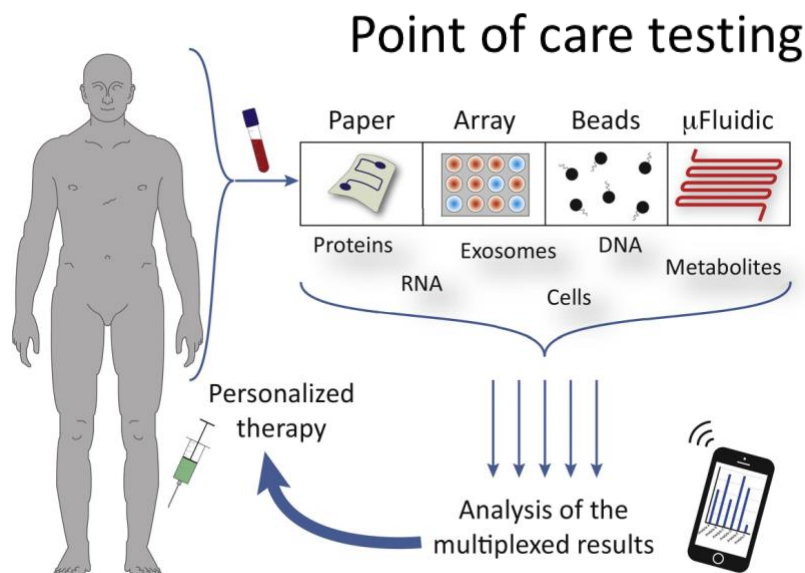 Point of care testing
Paper
Array
Beads
μFluidic
Proteins
Exosomes
DNA
Metabolites
RNA
Cells
Personalized
therapy
Analysis of the
multiplexed results